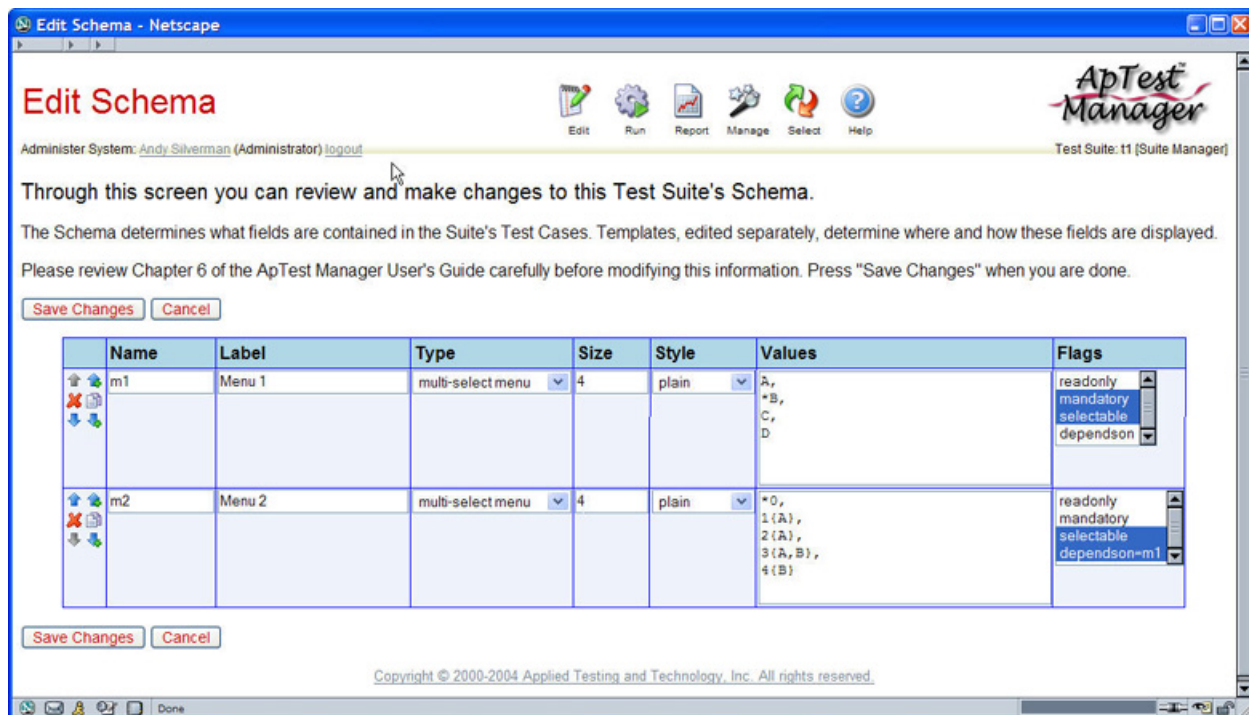 Edit Schema - Netscape
Edit Schema
Edit Run Report Manage Select Help
ApTest™ Manager
Administer System: Andy Silverman (Administrator) logout
Test Suite: t1 [Suite Manager]
Through this screen you can review and make changes to this Test Suite's Schema.
The Schema determines what fields are contained in the Suite's Test Cases. Templates, edited separately, determine where and how these fields are displayed.
Please review Chapter 6 of the ApTest Manager User's Guide carefully before modifying this information. Press "Save Changes" when you are done.
Save Changes Cancel
Name Label Type Size Style Values Flags
m1 Menu 1 multi-select menu 4 plain
A,
*B,
C,
D
readonly
mandatory
selectable
dependson
m2 Menu 2 multi-select menu 4 plain
*0,
1{A},
2{A},
3{A,B},
4{B}
readonly
mandatory
selectable
dependson=m1
Save Changes Cancel
Copyright © 2000-2004 Applied Testing and Technology, Inc. All rights reserved.
Done